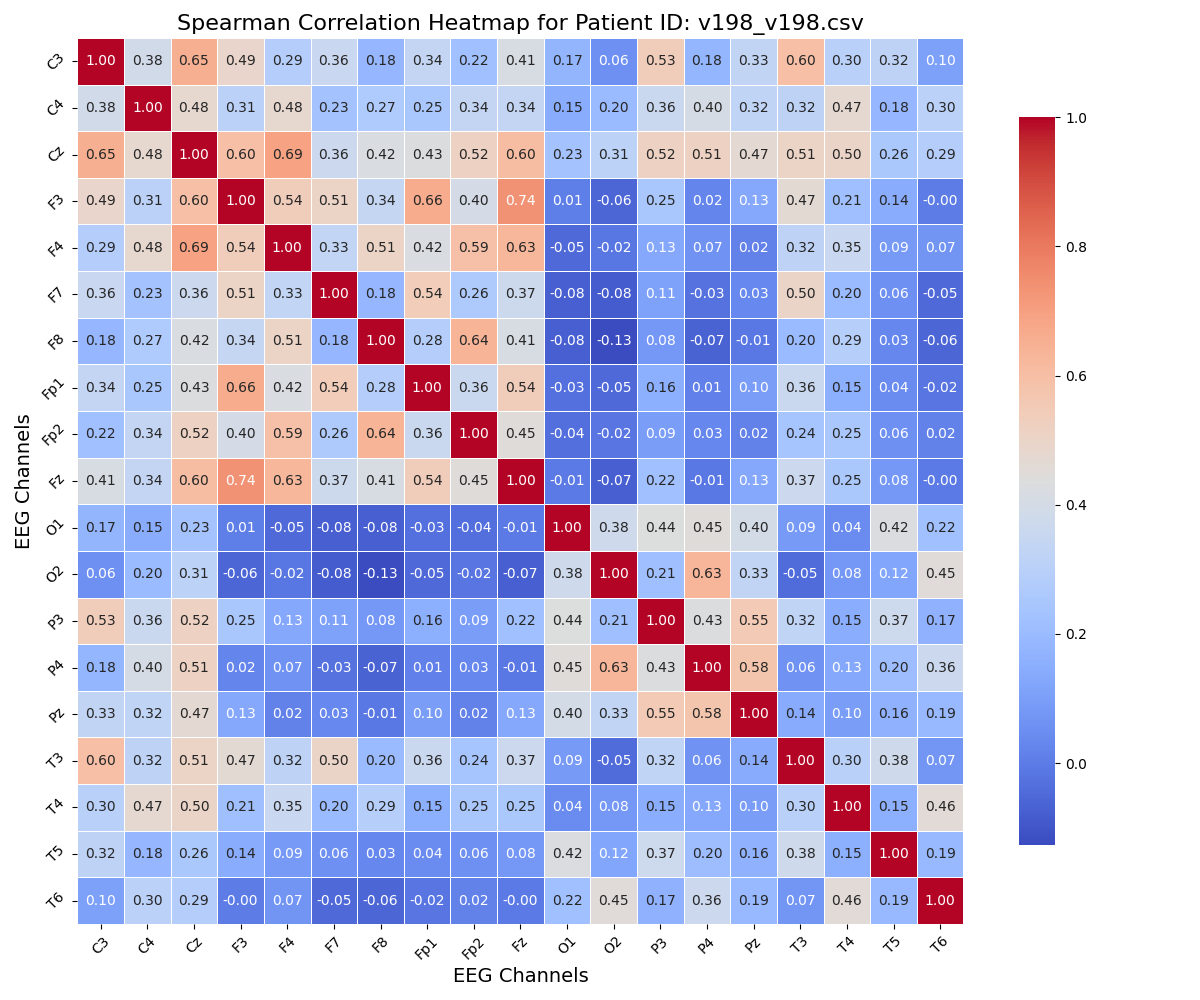 Spearman Correlation Heatmap for Patient ID: v198_v198.csv
C3 1.00 0.38 0.65 0.49 0.29 0.36 0.18 0.34 0.22 0.41 0.17 0.06 0.53 0.18 0.33 0.60 0.30 0.32 0.10
C4 0.38 1.00 0.48 0.31 0.48 0.23 0.27 0.25 0.34 0.34 0.15 0.20 0.36 0.40 0.32 0.32 0.47 0.18 0.30
Cz 0.65 0.48 1.00 0.60 0.69 0.36 0.42 0.43 0.52 0.60 0.23 0.31 0.52 0.51 0.47 0.51 0.50 0.26 0.29
F3 0.49 0.31 0.60 1.00 0.54 0.51 0.34 0.66 0.40 0.74 0.01 -0.06 0.25 0.02 0.13 0.47 0.21 0.14 -0.00
F4 0.29 0.48 0.69 0.54 1.00 0.33 0.51 0.42 0.59 0.63 -0.05 -0.02 0.13 0.07 0.02 0.32 0.35 0.09 0.07
F7 0.36 0.23 0.36 0.51 0.33 1.00 0.18 0.54 0.26 0.37 -0.08 -0.08 0.11 -0.03 0.03 0.50 0.20 0.06 -0.05
F8 0.18 0.27 0.42 0.34 0.51 0.18 1.00 0.28 0.64 0.41 -0.08 -0.13 0.08 -0.07 -0.01 0.20 0.29 0.03 -0.06
Fp1 0.34 0.25 0.43 0.66 0.42 0.54 0.28 1.00 0.36 0.54 -0.03 -0.05 0.16 0.01 0.10 0.36 0.15 0.04 -0.02
Fp2 0.22 0.34 0.52 0.40 0.59 0.26 0.64 0.36 1.00 0.45 -0.04 -0.02 0.09 0.03 0.02 0.24 0.25 0.06 0.02
Fz 0.41 0.34 0.60 0.74 0.63 0.37 0.41 0.54 0.45 1.00 -0.01 -0.07 0.22 -0.01 0.13 0.37 0.25 0.08 -0.00
O1 0.17 0.15 0.23 0.01 -0.05 -0.08 -0.08 -0.03 -0.04 -0.01 1.00 0.38 0.44 0.45 0.40 0.09 0.04 0.42 0.22
O2 0.06 0.20 0.31 -0.06 -0.02 -0.08 -0.13 -0.05 -0.02 -0.07 0.38 1.00 0.21 0.63 0.33 -0.05 0.08 0.12 0.45
P3 0.53 0.36 0.52 0.25 0.13 0.11 0.08 0.16 0.09 0.22 0.44 0.21 1.00 0.43 0.55 0.32 0.15 0.37 0.17
P4 0.18 0.40 0.51 0.02 0.07 -0.03 -0.07 0.01 0.03 -0.01 0.45 0.63 0.43 1.00 0.58 0.06 0.13 0.20 0.36
Pz 0.33 0.32 0.47 0.13 0.02 0.03 -0.01 0.10 0.02 0.13 0.40 0.33 0.55 0.58 1.00 0.14 0.10 0.16 0.19
T3 0.60 0.32 0.51 0.47 0.32 0.50 0.20 0.36 0.24 0.37 0.09 -0.05 0.32 0.06 0.14 1.00 0.30 0.38 0.07
T4 0.30 0.47 0.50 0.21 0.35 0.20 0.29 0.15 0.25 0.25 0.04 0.08 0.15 0.13 0.10 0.30 1.00 0.15 0.46
T5 0.32 0.18 0.26 0.14 0.09 0.06 0.03 0.04 0.06 0.08 0.42 0.12 0.37 0.20 0.16 0.38 0.15 1.00 0.19
T6 0.10 0.30 0.29 -0.00 0.07 -0.05 -0.06 -0.02 0.02 -0.00 0.22 0.45 0.17 0.36 0.19 0.07 0.46 0.19 1.00
C3 C4 Cz F3 F4 F7 F8 Fp1 Fp2 Fz O1 O2 P3 P4 Pz T3 T4 T5 T6
EEG Channels
EEG Channels
1.0
0.8
0.6
0.4
0.2
0.0